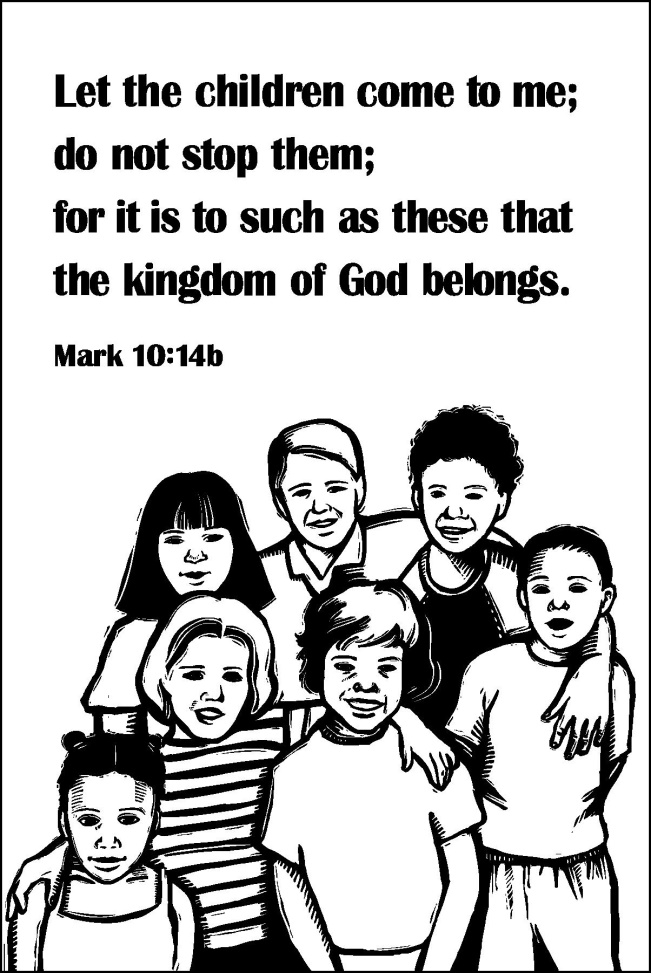 Let the children come to me;
do not stop them;
for it is to such as these that
the kingdom of God belongs.
Mark 10:14b